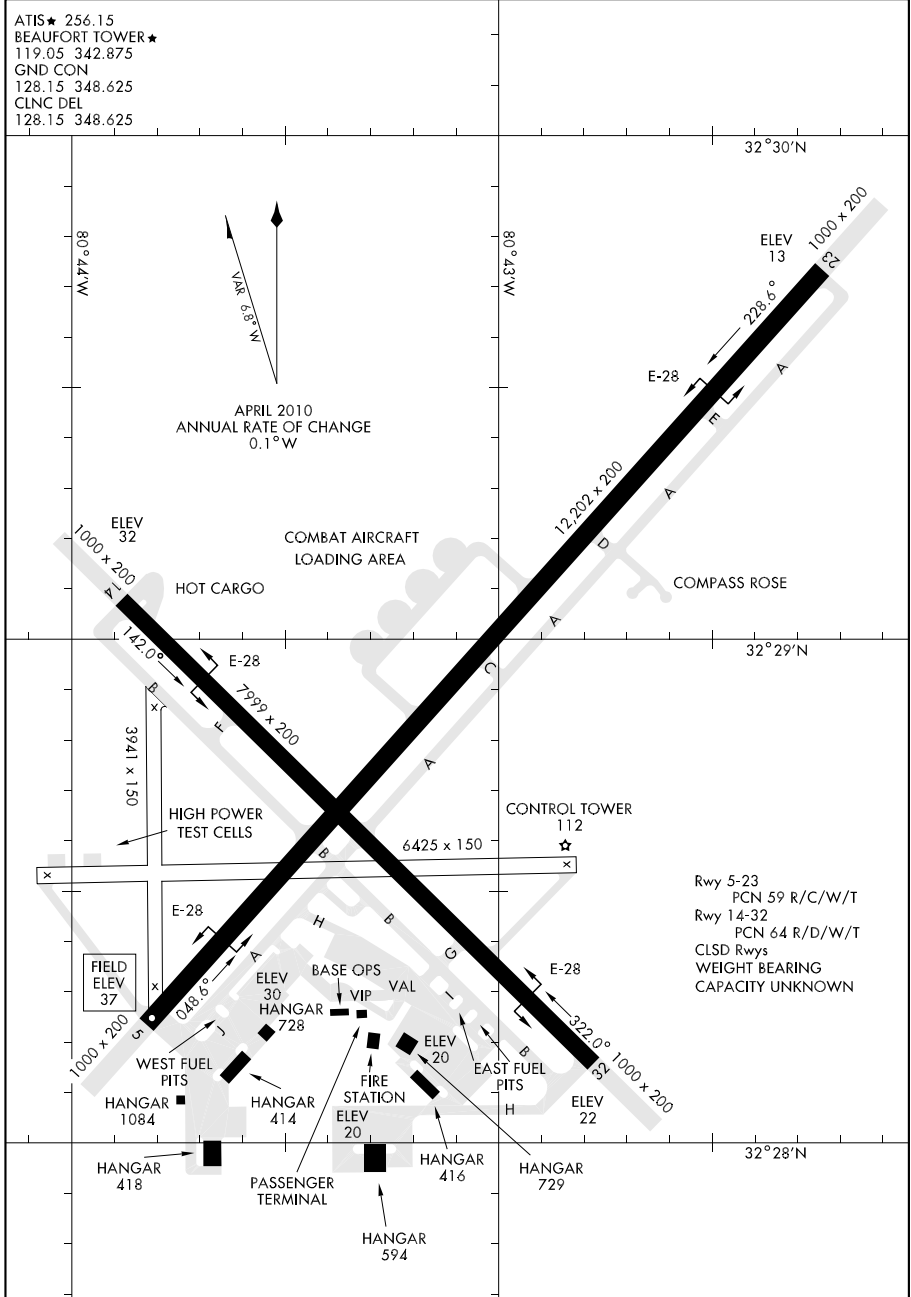 ATIS★ 256.15
BEAUFORT TOWER★
119.05 342.875
GND CON
128.15 348.625
CLNC DEL
128.15 348.625
32°30'N
80°44'W
80°43'W
VAR 6.8° W
APRIL 2010
ANNUAL RATE OF CHANGE
0.1° W
ELEV
13
1000 x 200
23
228.6°
E-28
A
E
12,202 x 200
A
D
COMPASS ROSE
A
COMBAT AIRCRAFT
LOADING AREA
ELEV
32
1000 x 200
14
HOT CARGO
142.0°
E-28
32°29'N
B
x
F
7999 x 200
C
3941 x 150
A
HIGH POWER
TEST CELLS
CONTROL TOWER
112
6425 x 150
x
x
B
Rwy 5-23
PCN 59 R/C/W/T
Rwy 14-32
PCN 64 R/D/W/T
CLSD Rwys
WEIGHT BEARING
CAPACITY UNKNOWN
E-28
H
B
A
G
FIELD
ELEV
37
x
048.6°
ELEV
30
BASE OPS
VIP
VAL
I
E-28
HANGAR
728
5
1000 x 200
J
322.0°
1000 x 200
32
WEST FUEL
PITS
ELEV
20
EAST FUEL
PITS
B
FIRE
STATION
HANGAR
1084
HANGAR
414
ELEV
20
H
ELEV
22
32°28'N
HANGAR
418
PASSENGER
TERMINAL
HANGAR
416
HANGAR
729
HANGAR
594